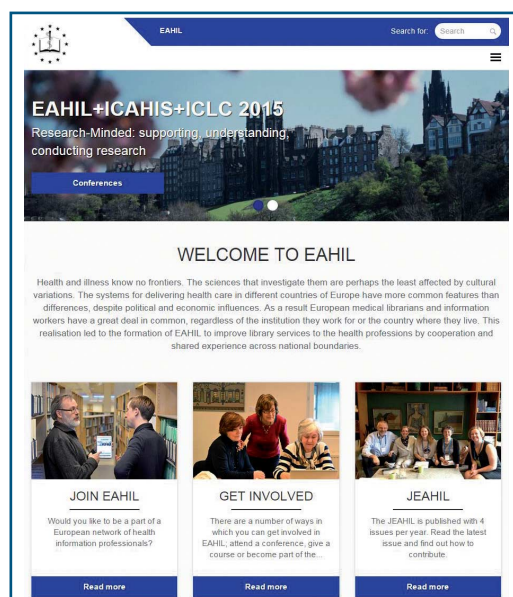 EAHIL
Search for:
Search
EAHIL+ICAHIS+ICLC 2015
Research-Minded: supporting, understanding,
conducting research
Conferences
WELCOME TO EAHIL
Health and illness know no frontiers. The sciences that investigate them are perhaps the least affected by cultural
variations. The systems for delivering health care in different countries of Europe have more common features than
differences, despite political and economic influences. As a result European medical librarians and information
workers have a great deal in common, regardless of the institution they work for or the country where they live. This
realisation led to the formation of EAHIL to improve library services to the health professions by cooperation and
shared experience across national boundaries.
JOIN EAHIL
Would you like to be a part of a
European network of health
information professionals?
Read more
GET INVOLVED
There are a number of ways in
which you can get involved in
EAHIL; attend a conference, give a
course or become part of the...
Read more
JEAHIL
The JEAHIL is published with 4
issues per year. Read the latest
issue and find out how to
contribute.
Read more